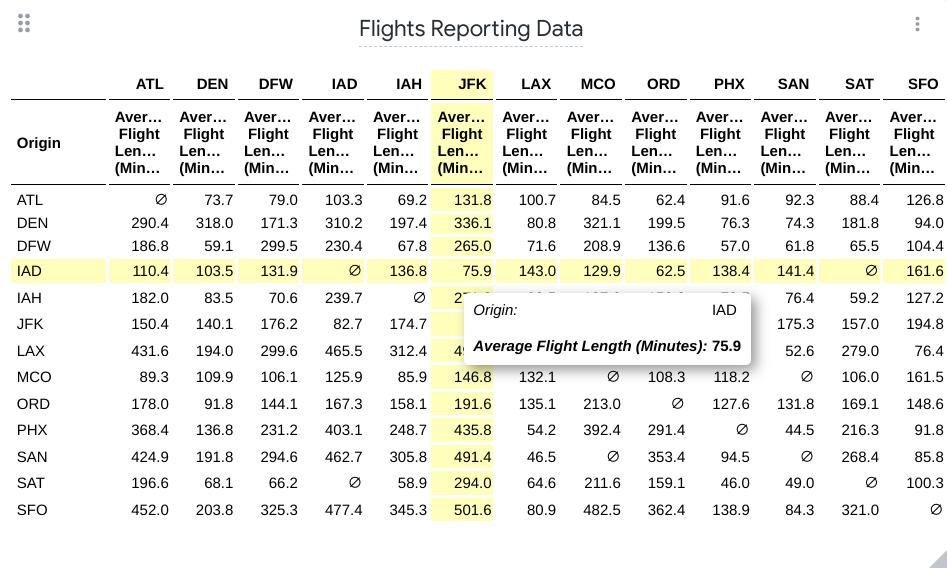 Flights Reporting Data
ATL DEN DFW IAD IAH JFK LAX MCO ORD PHX SAN SAT SFO
Origin
Aver... Aver... Aver... Aver... Aver... Aver... Aver... Aver... Aver... Aver... Aver... Aver... Aver...
Flight Flight Flight Flight Flight Flight Flight Flight Flight Flight Flight Flight Flight
Len... Len... Len... Len... Len... Len... Len... Len... Len... Len... Len... Len... Len...
(Min... (Min... (Min... (Min... (Min... (Min... (Min... (Min... (Min... (Min... (Min... (Min... (Min...
ATL ∅ 73.7 79.0 103.3 69.2 131.8 100.7 84.5 62.4 91.6 92.3 88.4 126.8
DEN 290.4 318.0 171.3 310.2 197.4 336.1 80.8 321.1 199.5 76.3 74.3 181.8 94.0
DFW 186.8 59.1 299.5 230.4 67.8 265.0 71.6 208.9 136.6 57.0 61.8 65.5 104.4
IAD 110.4 103.5 131.9 ∅ 136.8 75.9 143.0 129.9 62.5 138.4 141.4 ∅ 161.6
IAH 182.0 83.5 70.6 239.7 ∅ 76.4 59.2 127.2
Origin: IAD
JFK 150.4 140.1 176.2 82.7 174.7 175.3 157.0 194.8
Average Flight Length (Minutes): 75.9
LAX 431.6 194.0 299.6 465.5 312.4 52.6 279.0 76.4
MCO 89.3 109.9 106.1 125.9 85.9 146.8 132.1 ∅ 108.3 118.2 ∅ 106.0 161.5
ORD 178.0 91.8 144.1 167.3 158.1 191.6 135.1 213.0 ∅ 127.6 131.8 169.1 148.6
PHX 368.4 136.8 231.2 403.1 248.7 435.8 54.2 392.4 291.4 ∅ 44.5 216.3 91.8
SAN 424.9 191.8 294.6 462.7 305.8 491.4 46.5 ∅ 353.4 94.5 ∅ 268.4 85.8
SAT 196.6 68.1 66.2 ∅ 58.9 294.0 64.6 211.6 159.1 46.0 49.0 ∅ 100.3
SFO 452.0 203.8 325.3 477.4 345.3 501.6 80.9 482.5 362.4 138.9 84.3 321.0 ∅